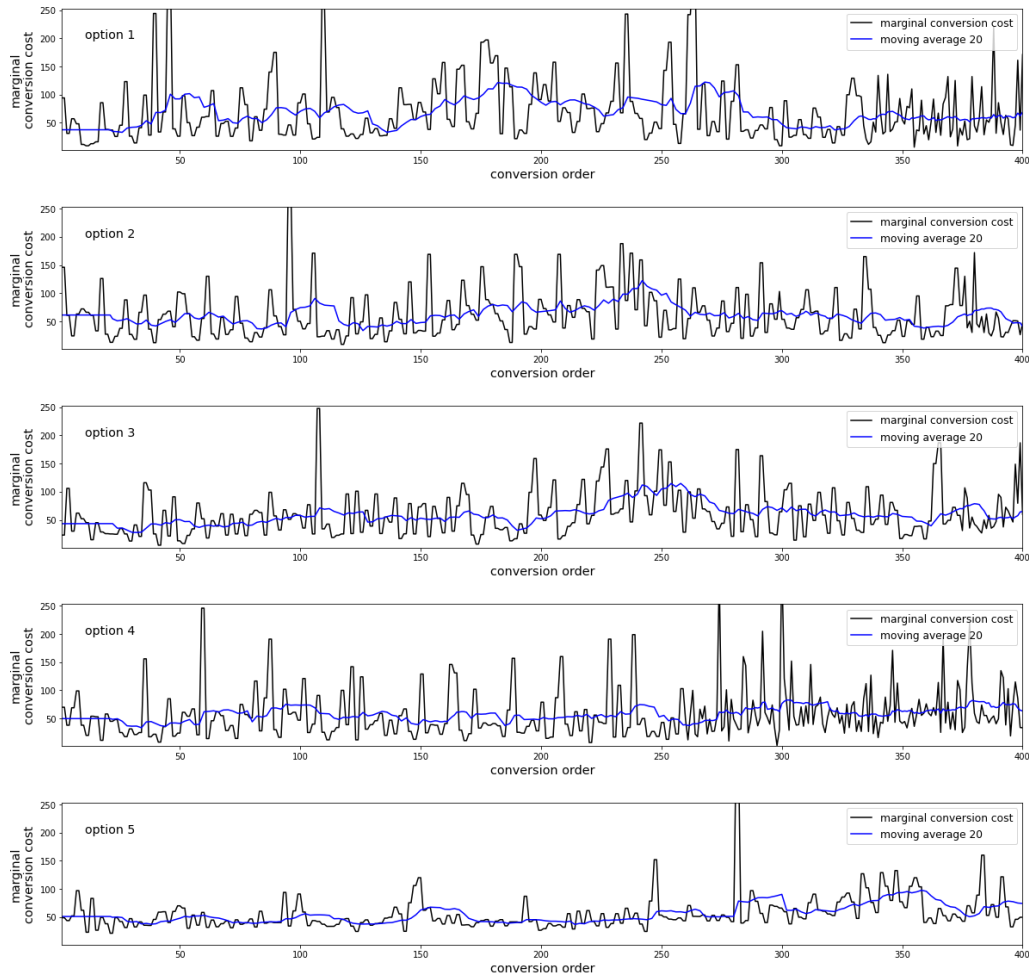 option 1
marginal conversion cost
moving average 20
marginal
conversion cost
250
200
150
100
50
50 100 150 200 250 300 350 400
conversion order
option 2
marginal conversion cost
moving average 20
marginal
conversion cost
250
200
150
100
50
50 100 150 200 250 300 350 400
conversion order
option 3
marginal conversion cost
moving average 20
marginal
conversion cost
250
200
150
100
50
50 100 150 200 250 300 350 400
conversion order
option 4
marginal conversion cost
moving average 20
marginal
conversion cost
250
200
150
100
50
50 100 150 200 250 300 350 400
conversion order
option 5
marginal conversion cost
moving average 20
marginal
conversion cost
250
200
150
100
50
50 100 150 200 250 300 350 400
conversion order